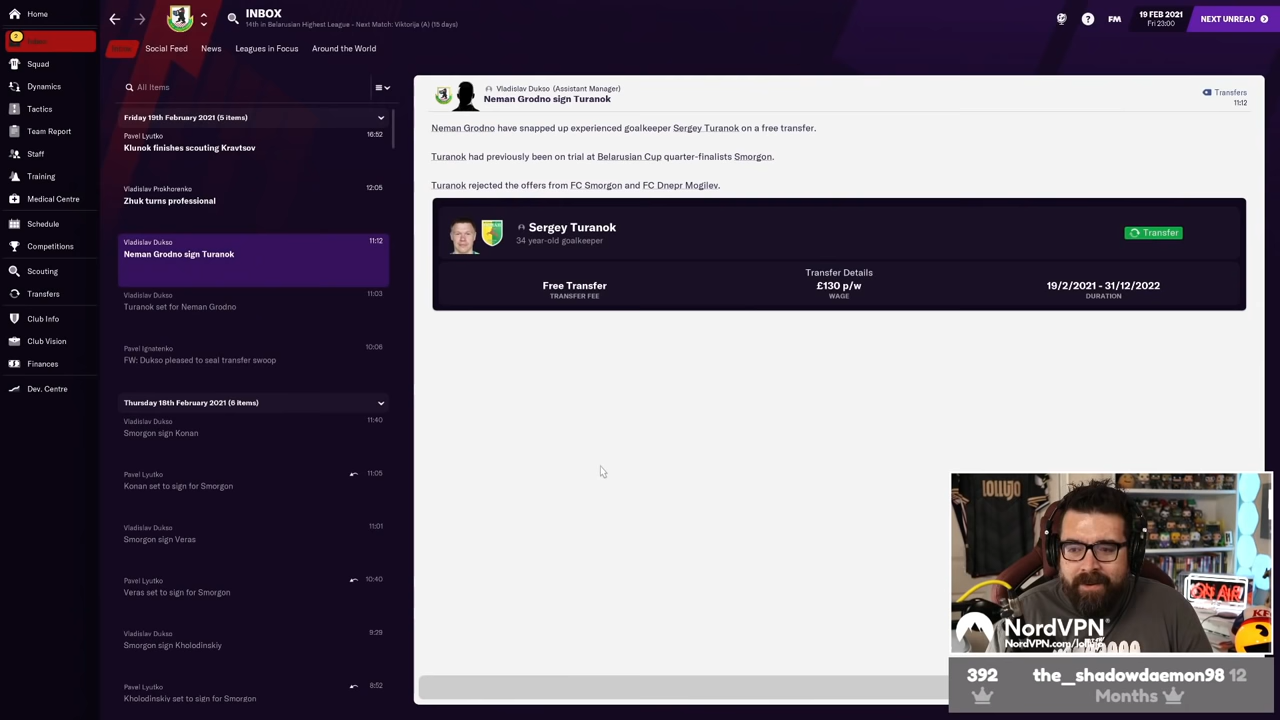 Home
2
Squad
Dynamics
Tactics
Team Report
Staff
Training
Medical Centre
Schedule
Competitions
Scouting
Transfers
Club Info
Club Vision
Finances
Dev. Centre
INBOX
14th in Belarusian Highest League - Next Match: Viktorija (A) (15 days)
FM
19 FEB 2021
Fri 23:00
NEXT UNREAD
Social Feed
News
Leagues in Focus
Around the World
All Items
Friday 19th February 2021 (5 items)
Pavel Lyutko 16:52
Klunok finishes scouting Kravtsov
Vladislav Prokhorenko 12:05
Zhuk turns professional
Vladislav Dukso 11:12
Neman Grodno sign Turanok
Vladislav Dukso 11:03
Turanok set for Neman Grodno
Pavel Ignatenko 10:08
FW: Dukso pleased to seal transfer swoop
Thursday 18th February 2021 (6 items)
Vladislav Dukso 11:40
Smorgon sign Konan
Pavel Lyutko 11:05
Konan set to sign for Smorgon
Vladislav Dukso 11:01
Smorgon sign Veras
Pavel Lyutko 10:40
Veras set to sign for Smorgon
Vladislav Dukso 9:29
Smorgon sign Kholodinskiy
Pavel Lyutko 8:52
Kholodinskiy set to sign for Smorgon
Vladislav Dukso (Assistant Manager)
Neman Grodno sign Turanok
Transfers
11:12
Neman Grodno have snapped up experienced goalkeeper Sergey Turanok on a free transfer.
Turanok had previously been on trial at Belarusian Cup quarter-finalists Smorgon.
Turanok rejected the offers from FC Smorgon and FC Dnepr Mogilev.
Sergey Turanok
34 year-old goalkeeper
Transfer
Transfer Details
Free Transfer
TRANSFER FEE
£130 p/w
WAGE
19/2/2021 - 31/12/2022
DURATION
lollujo
ON AIR
NordVPN®
NordVPN.com/lollujo
392
the_shadowdaemon98 12
Months